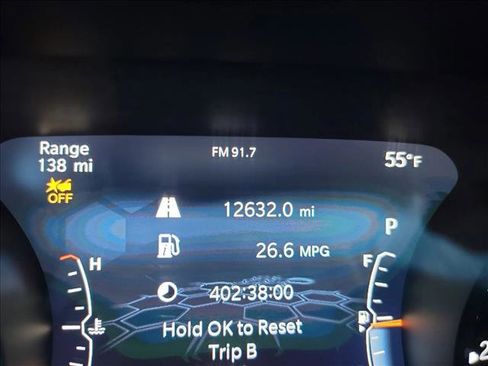 Range
138 mi
FM 91.7
55°F
OFF
12632.0 mi
P
26.6 MPG
H
F
402:38:00
Hold OK to Reset
Trip B